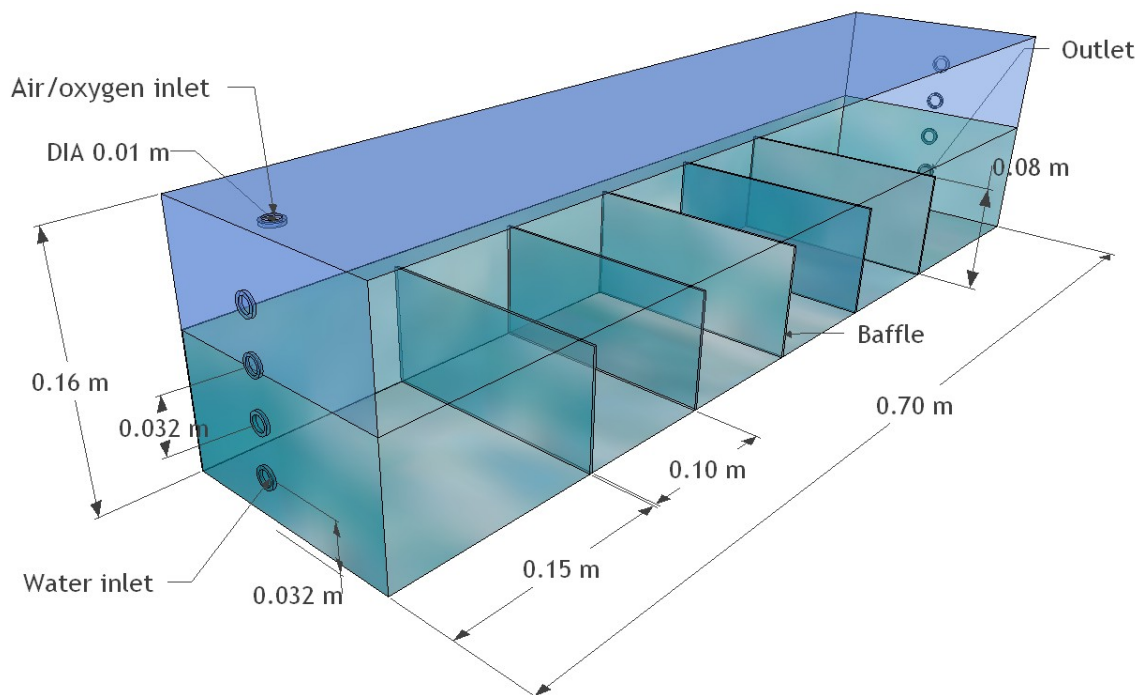 Outlet
Air/oxygen inlet
DIA 0.01 m
0.08 m
0.16 m
Baffle
0.70 m
0.032 m
0.10 m
0.15 m
Water inlet
0.032 m